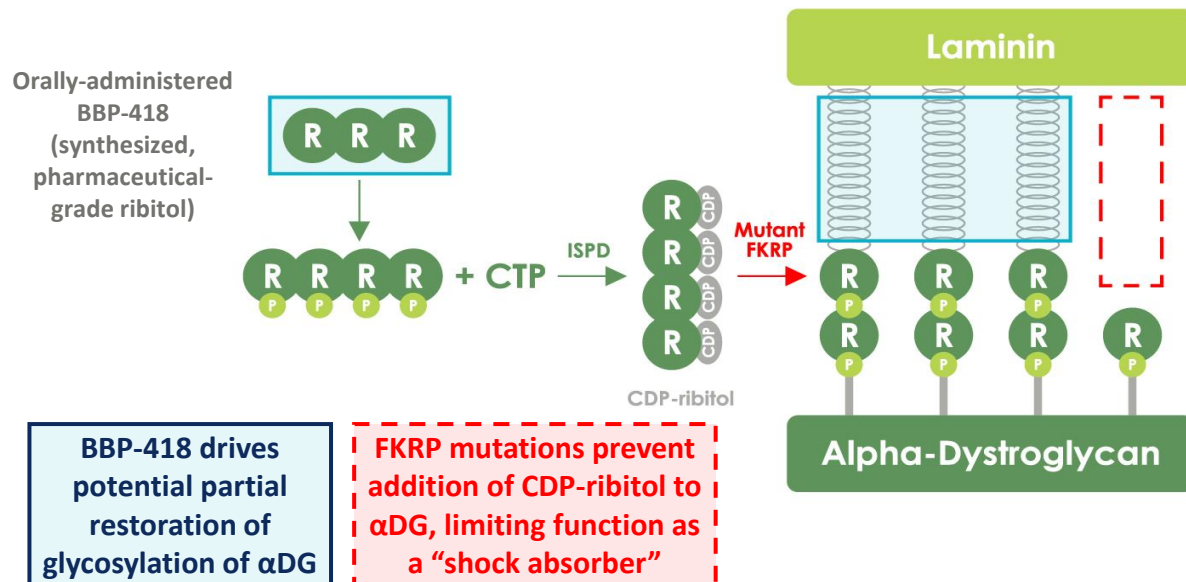 Orally-administered
BBP-418
(synthesized,
pharmaceutical-
grade ribitol)
R R R
R R R R
P P P P
+ CTP
ISPD
R CDP
R CDP
R CDP
R CDP
CDP-ribitol
Mutant
FKRP
Laminin
R R R
P P P
R R R R
P P P P
Alpha-Dystroglycan
BBP-418 drives
potential partial
restoration of
glycosylation of αDG
FKRP mutations prevent
addition of CDP-ribitol to
αDG, limiting function as
a “shock absorber”